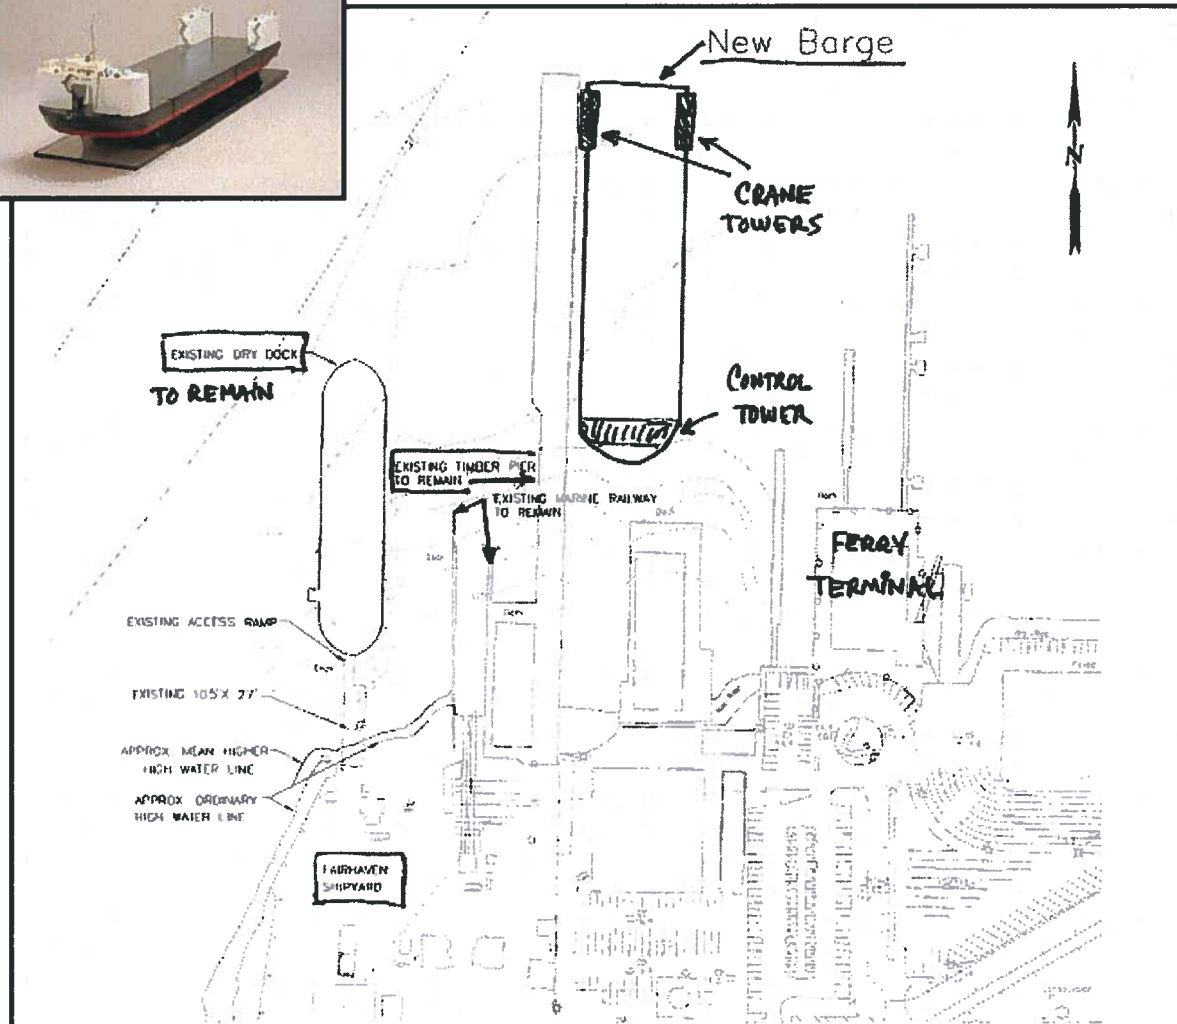 New Barge
N
CRANE
TOWERS
EXISTING DRY DOCK
TO REMAIN
CONTROL
TOWER
EXISTING TIMBER PIER
TO REMAIN
EXISTING MARINE RAILWAY
TO REMAIN
FERRY
TERMINAL
EXISTING ACCESS RAMP
EXISTING 105'X 27'
APPROX. MEAN HIGHER
HIGH WATER LINE
APPROX ORDINARY
HIGH WATER LINE
FAIRHAVEN
SHIPYARD